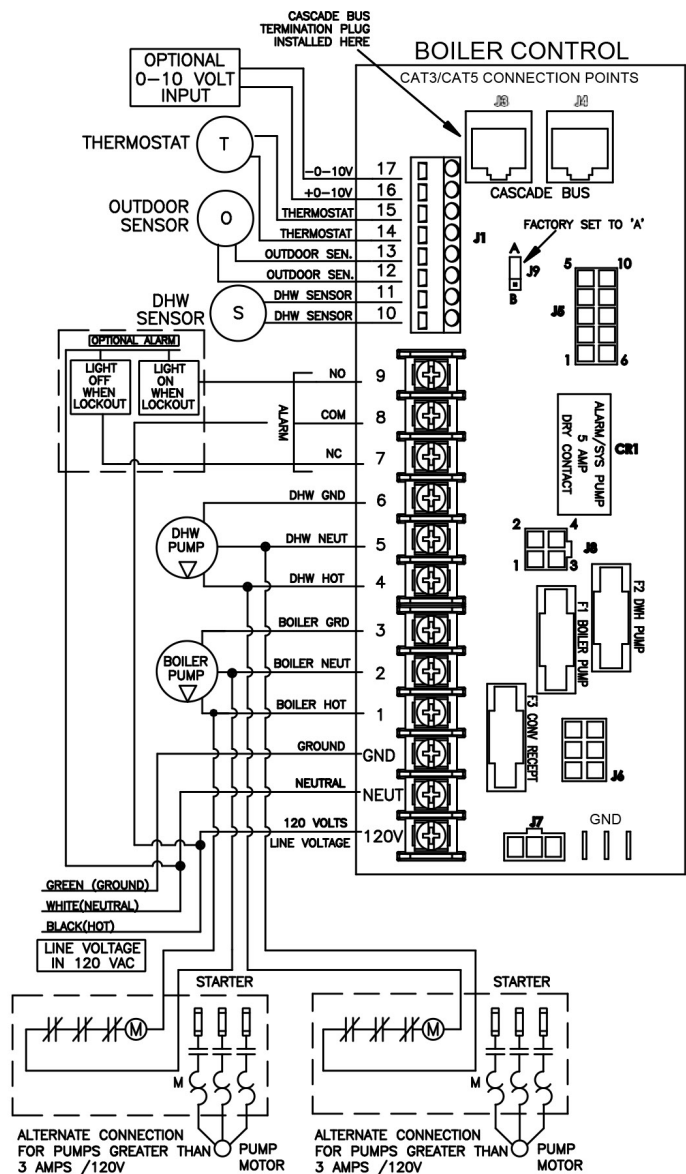 CASCADE BUS
TERMINATION PLUG
INSTALLED HERE
BOILER CONTROL
CAT3/CAT5 CONNECTION POINTS
J3
J4
CASCADE BUS
OPTIONAL
0-10 VOLT
INPUT
THERMOSTAT
T
OUTDOOR
SENSOR
O
DHW
SENSOR
S
-0-10V 17
+0-10V 16
THERMOSTAT 15
THERMOSTAT 14
OUTDOOR SEN. 13
OUTDOOR SEN. 12
DHW SENSOR 11
DHW SENSOR 10
J1
FACTORY SET TO 'A'
A
J9
B
5 10
J5
1 6
OPTIONAL ALARM
LIGHT
OFF
WHEN
LOCKOUT
LIGHT
ON
WHEN
LOCKOUT
ALARM
NO 9
COM 8
NC 7
DHW GND 6
DHW NEUT 5
DHW HOT 4
DHW
PUMP
BOILER GRD 3
BOILER NEUT 2
BOILER HOT 1
BOILER
PUMP
GROUND GND
NEUTRAL NEUT
120 VOLTS 120V
LINE VOLTAGE
ALARM/SYS PUMP
5 AMP
DRY CONTACT
CR1
2 4
J8
1 3
F2 DWH PUMP
F1 BOILER PUMP
F3 CONV RECEPT
J6
J7
GND
GREEN (GROUND)
WHITE(NEUTRAL)
BLACK(HOT)
LINE VOLTAGE
IN 120 VAC
STARTER
M
M
ALTERNATE CONNECTION
FOR PUMPS GREATER THAN
3 AMPS /120V
PUMP
MOTOR
STARTER
M
M
ALTERNATE CONNECTION
FOR PUMPS GREATER THAN
3 AMPS /120V
PUMP
MOTOR